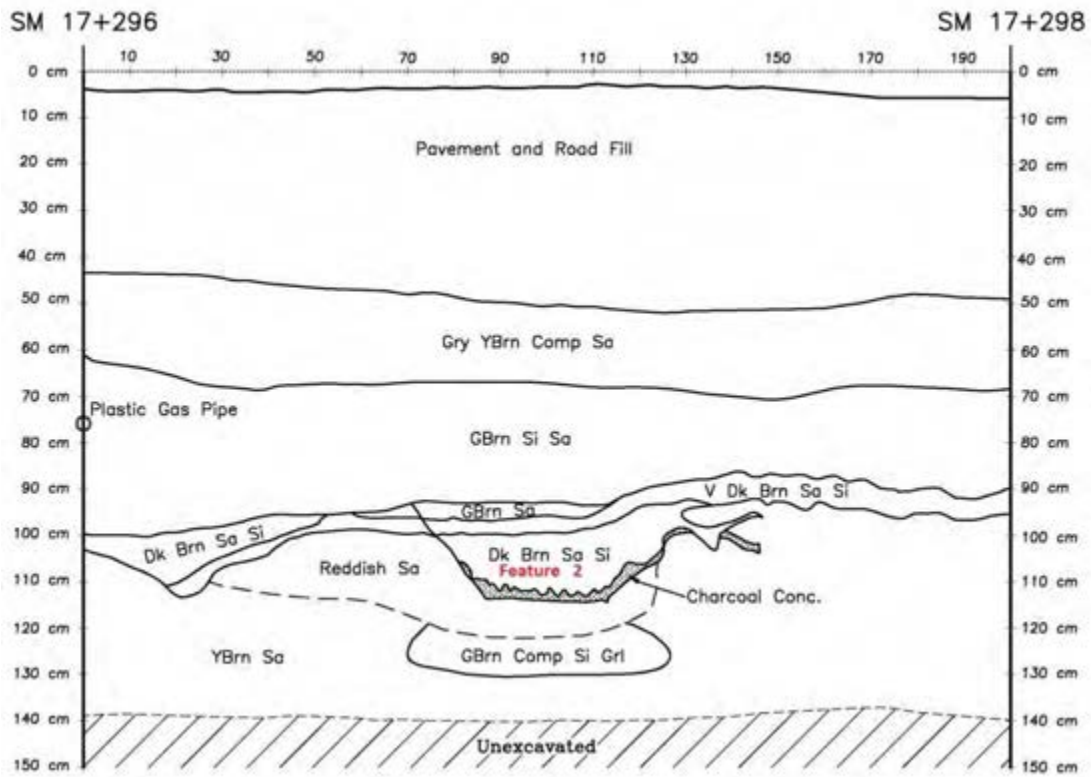 SM 17+296
SM 17+298
10 30 50 70 90 110 130 150 170 190
0 cm 0 cm
10 cm 10 cm
Pavement and Road Fill
20 cm 20 cm
30 cm 30 cm
40 cm 40 cm
50 cm 50 cm
Gry YBrn Comp Sa
60 cm 60 cm
70 cm 70 cm
Plastic Gas Pipe
GBrn Si Sa
80 cm 80 cm
90 cm V Dk Brn Sa Si 90 cm
GBrn Sa
100 cm 100 cm
Dk Brn Sa Si Dk Brn Sa Si
Reddish Sa Feature 2
110 cm 110 cm
Charcoal Conc.
120 cm 120 cm
YBrn Sa GBrn Comp Si Grl
130 cm 130 cm
140 cm 140 cm
Unexcavated
150 cm 150 cm